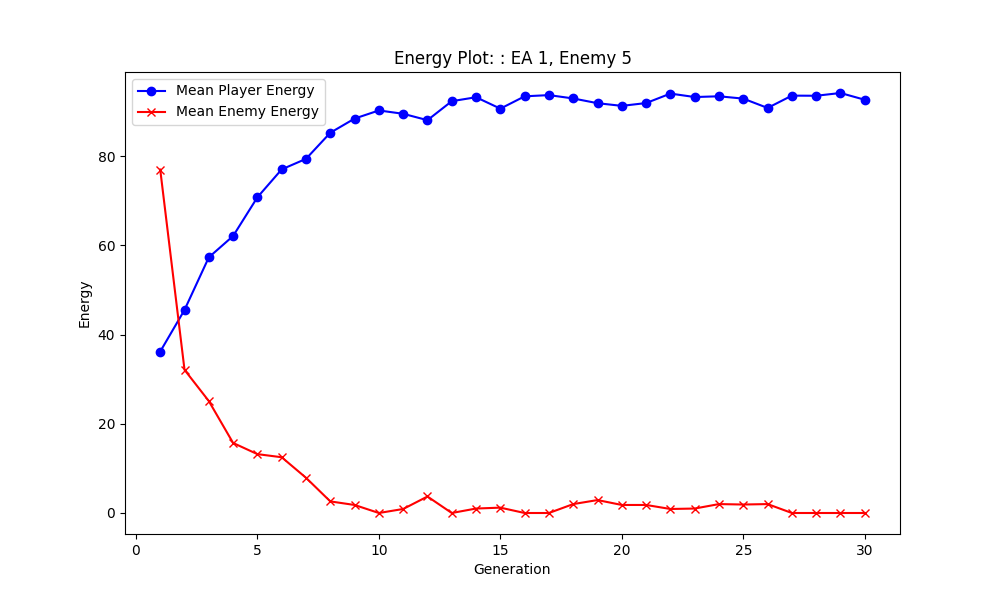 Energy Plot: : EA 1, Enemy 5
Mean Player Energy
Mean Enemy Energy
Energy
80
60
40
20
0
0 5 10 15 20 25 30
Generation